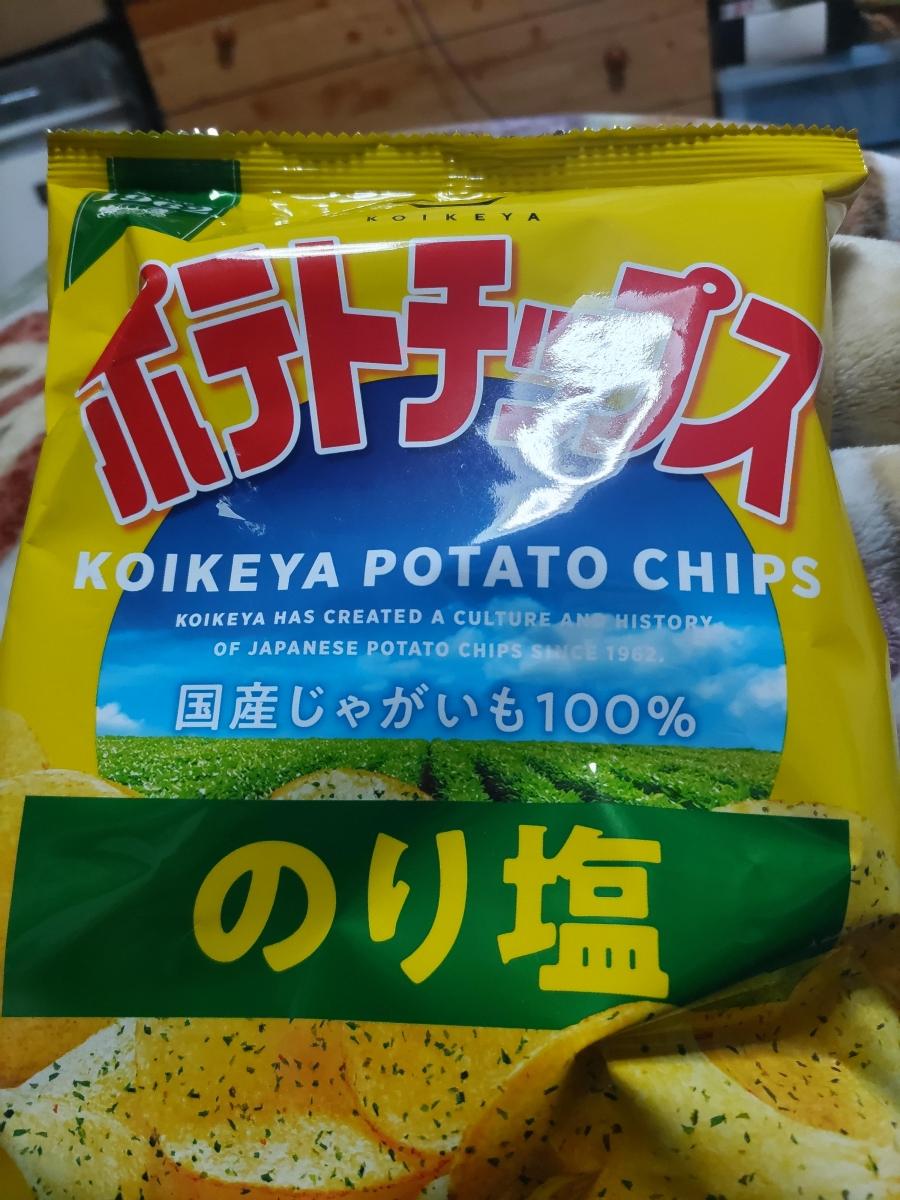 1962
KOIKEYA
ポテトチップス
KOIKEYA POTATO CHIPS
KOIKEYA HAS CREATED A CULTURE AND HISTORY
OF JAPANESE POTATO CHIPS SINCE 1962.
国産じゃがいも100%
のり塩